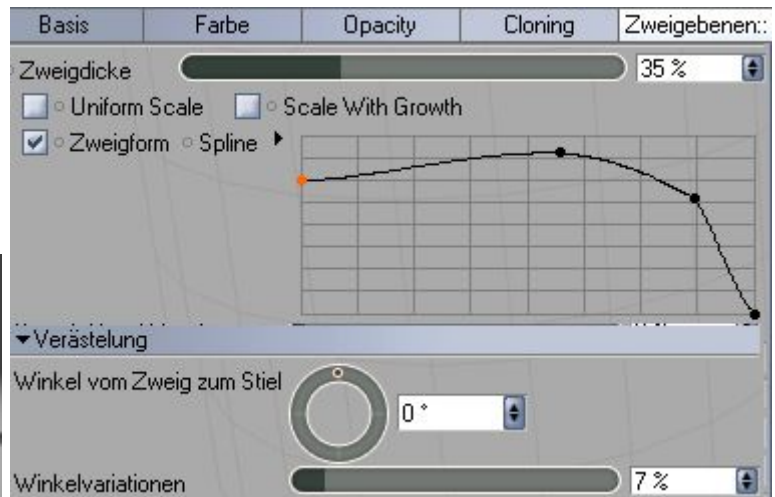 Basis Farbe Opacity Cloning Zweigebenen::
Zweigdicke 35 %
Uniform Scale Scale With Growth
Zweigform Spline
Verästelung
Winkel vom Zweig zum Stiel 0 °
Winkelvariationen 7 %